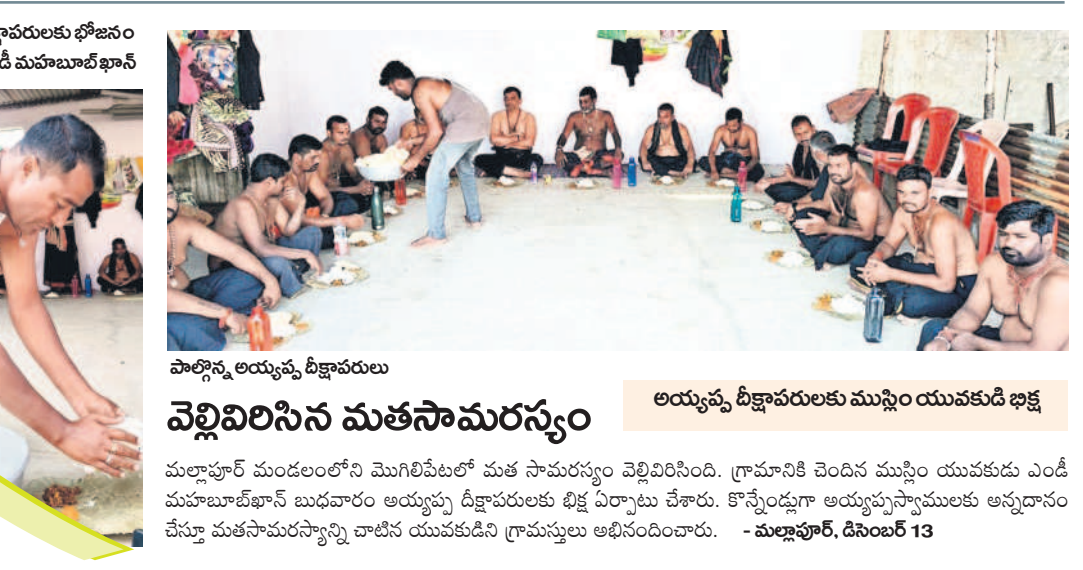 భోజనం
మహబూబ్‌ఖాన్
పాల్గొన్న అయ్యప్ప దీక్షాపరులు
వెల్లివిరిసిన మతసామరస్యం
అయ్యప్ప దీక్షాపరులకు ముస్లిం యువకుడి భిక్ష
మల్లాపూర్ మండలంలోని మొగిలిపేటలో మత సామరస్యం వెల్లివిరిసింది. గ్రామానికి చెందిన ముస్లిం యువకుడు ఎండీ
మహబూబ్‌ఖాన్ బుధవారం అయ్యప్ప దీక్షాపరులకు భిక్ష ఏర్పాటు చేశారు. కొన్నేండ్లుగా అయ్యప్పస్వాములకు అన్నదానం
చేస్తూ మతసామరస్యాన్ని చాటిన యువకుడిని గ్రామస్తులు అభినందించారు. - మల్లాపూర్, డిసెంబర్ 13